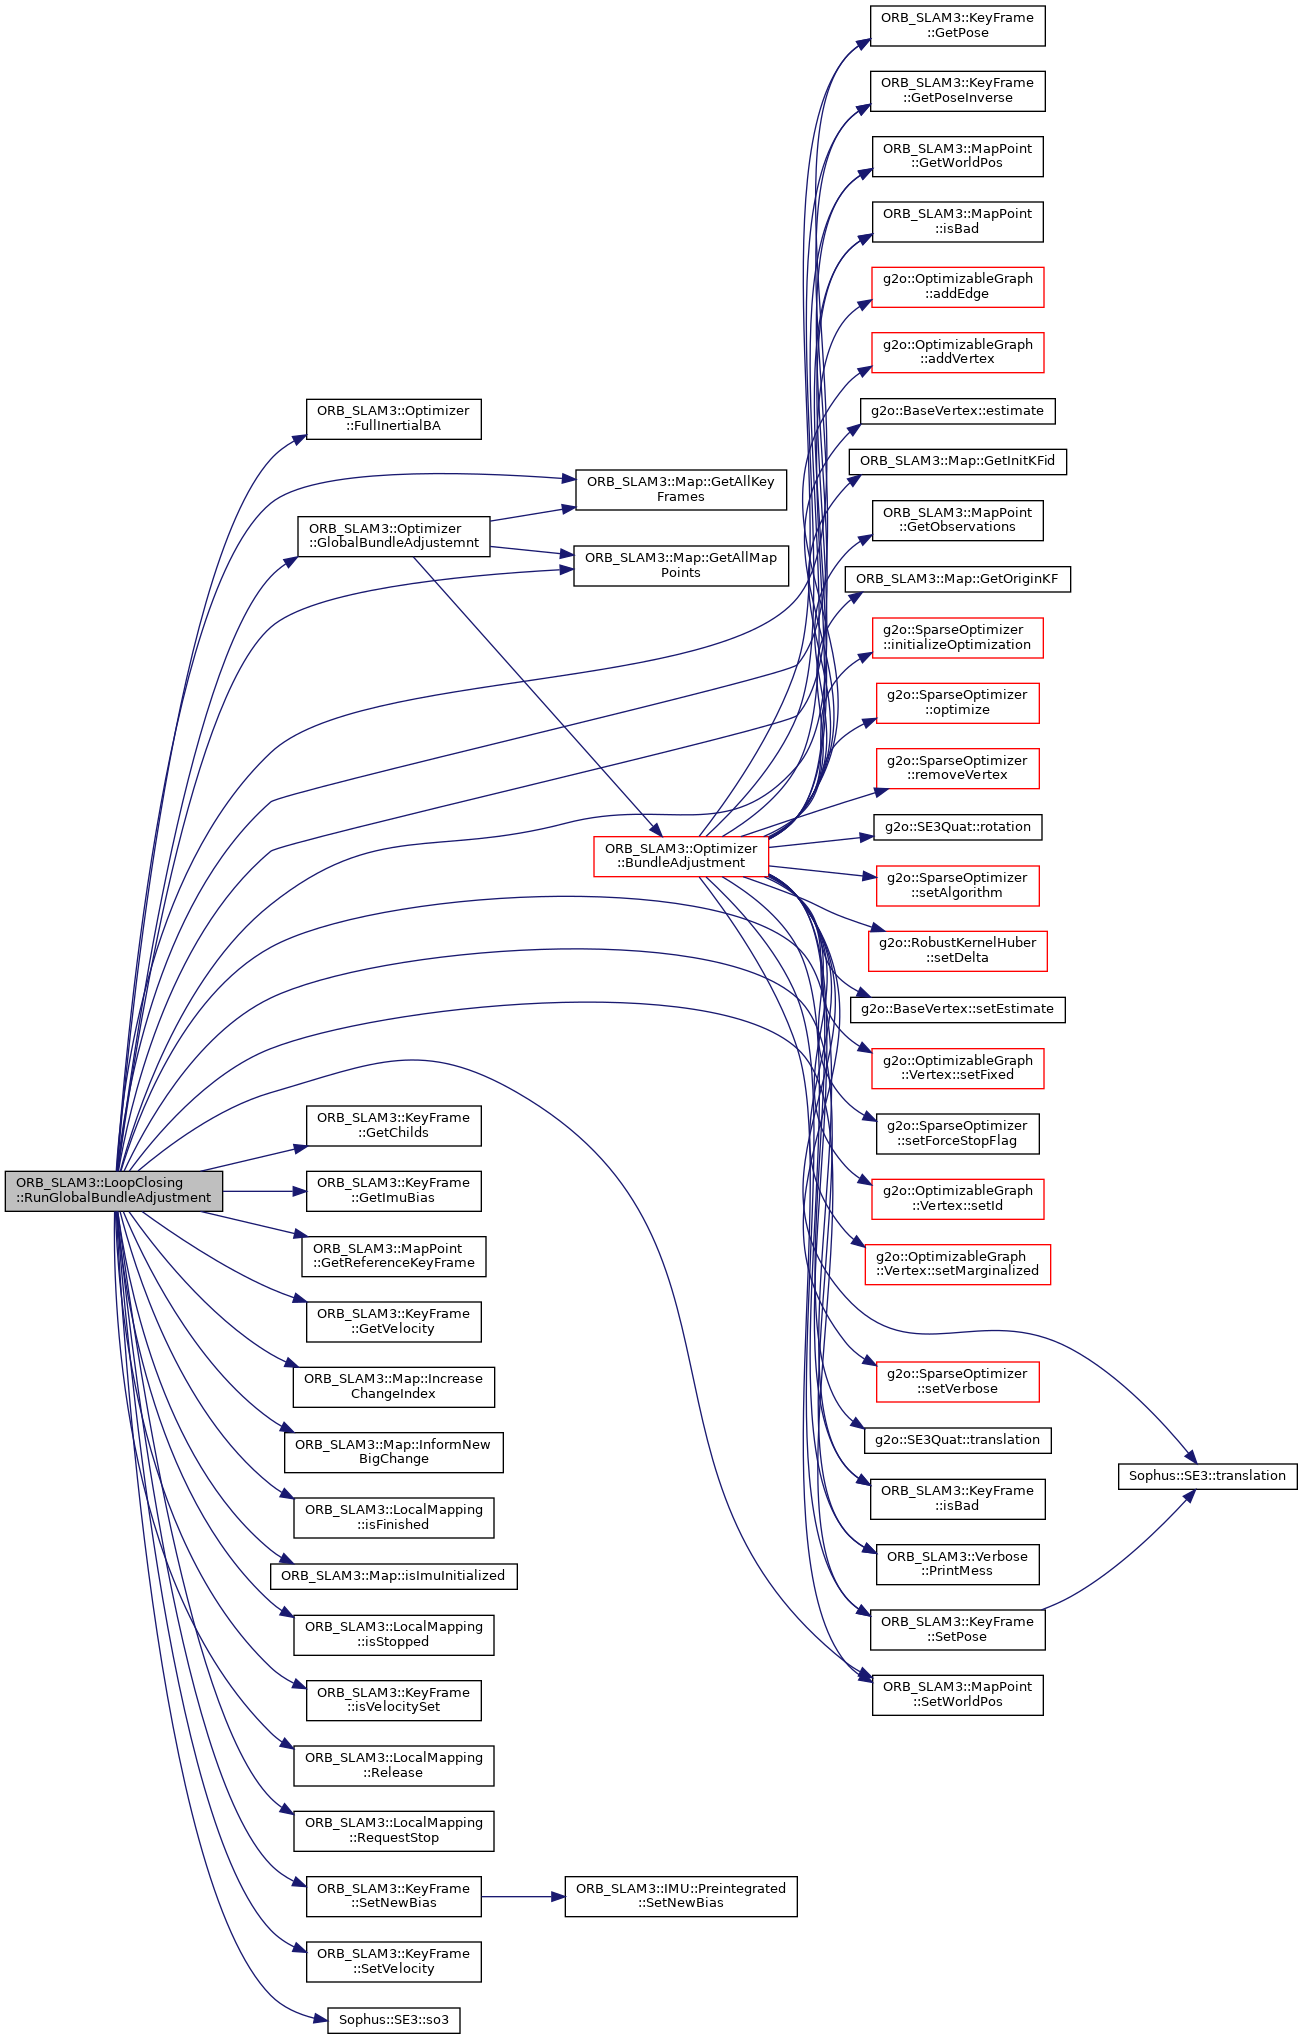 ORB_SLAM3::LoopClosing
::RunGlobalBundleAdjustment
ORB_SLAM3::Optimizer
::FullInertialBA
ORB_SLAM3::Optimizer
::GlobalBundleAdjustemnt
ORB_SLAM3::KeyFrame
::GetChilds
ORB_SLAM3::KeyFrame
::GetImuBias
ORB_SLAM3::MapPoint
::GetReferenceKeyFrame
ORB_SLAM3::KeyFrame
::GetVelocity
ORB_SLAM3::Map::Increase
ChangeIndex
ORB_SLAM3::Map::InformNew
BigChange
ORB_SLAM3::LocalMapping
::isFinished
ORB_SLAM3::Map::isImuInitialized
ORB_SLAM3::LocalMapping
::isStopped
ORB_SLAM3::KeyFrame
::isVelocitySet
ORB_SLAM3::LocalMapping
::Release
ORB_SLAM3::LocalMapping
::RequestStop
ORB_SLAM3::KeyFrame
::SetNewBias
ORB_SLAM3::KeyFrame
::SetVelocity
Sophus::SE3::so3
ORB_SLAM3::Map::GetAllKey
Frames
ORB_SLAM3::Map::GetAllMap
Points
ORB_SLAM3::Optimizer
::BundleAdjustment
ORB_SLAM3::IMU::Preintegrated
::SetNewBias
ORB_SLAM3::KeyFrame
::GetPose
ORB_SLAM3::KeyFrame
::GetPoseInverse
ORB_SLAM3::MapPoint
::GetWorldPos
ORB_SLAM3::MapPoint
::isBad
g2o::OptimizableGraph
::addEdge
g2o::OptimizableGraph
::addVertex
g2o::BaseVertex::estimate
ORB_SLAM3::Map::GetInitKFid
ORB_SLAM3::MapPoint
::GetObservations
ORB_SLAM3::Map::GetOriginKF
g2o::SparseOptimizer
::initializeOptimization
g2o::SparseOptimizer
::optimize
g2o::SparseOptimizer
::removeVertex
g2o::SE3Quat::rotation
g2o::SparseOptimizer
::setAlgorithm
g2o::RobustKernelHuber
::setDelta
g2o::BaseVertex::setEstimate
g2o::OptimizableGraph
::Vertex::setFixed
g2o::SparseOptimizer
::setForceStopFlag
g2o::OptimizableGraph
::Vertex::setId
g2o::OptimizableGraph
::Vertex::setMarginalized
g2o::SparseOptimizer
::setVerbose
g2o::SE3Quat::translation
ORB_SLAM3::KeyFrame
::isBad
ORB_SLAM3::Verbose
::PrintMess
ORB_SLAM3::KeyFrame
::SetPose
ORB_SLAM3::MapPoint
::SetWorldPos
Sophus::SE3::translation